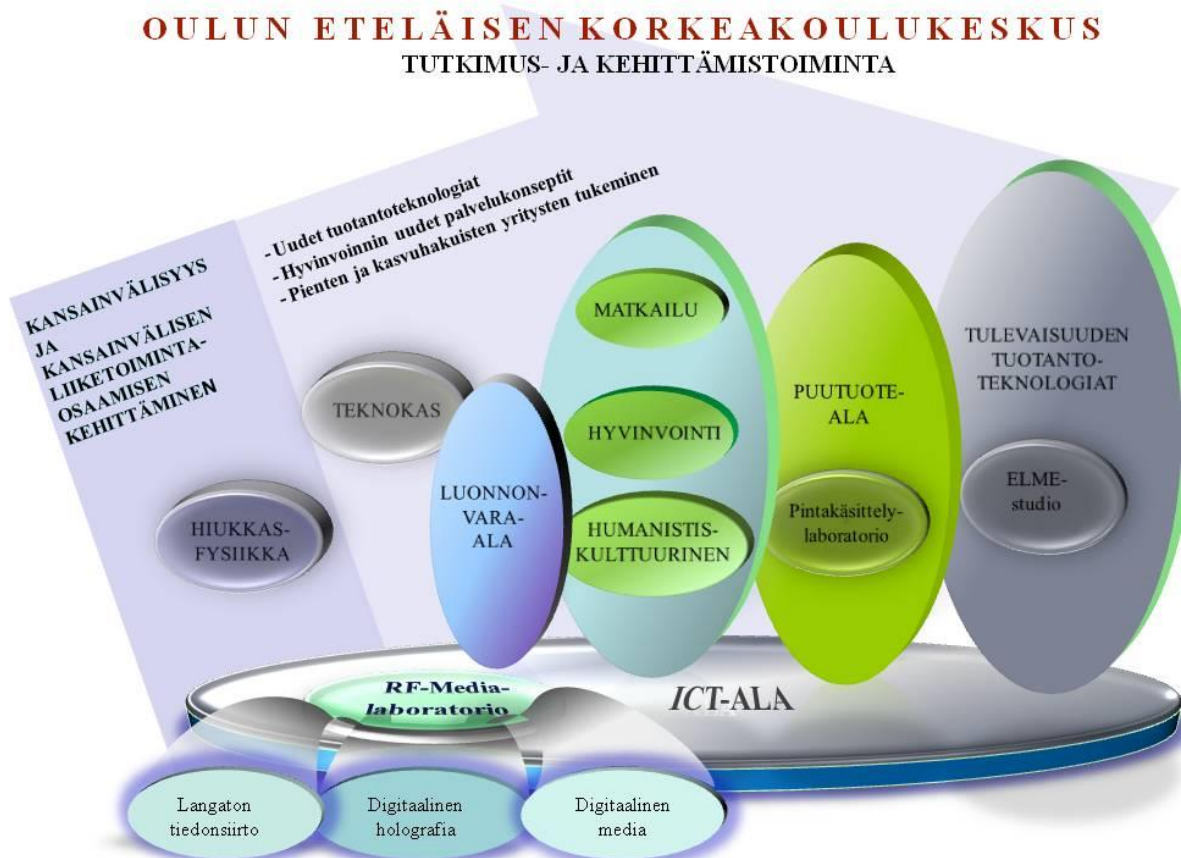 OULUN ETELÄISEN KORKEAKOULUKESKUS
TUTKIMUS- JA KEHITTÄMISTOIMINTA
KANSAINVÄLISYYS
JA
KANSAINVÄLISEN
LIIKETOIMINTA-
OSAAMISEN
KEHITTÄMINEN
- Uudet tuotantoteknologiat
- Hyvinvoinnin uudet palvelukonseptit
- Pienten ja kasvuhakuisten yritysten tukeminen
HIUKKAS-
FYSIIKKA
TEKNOKAS
LUONNON-
VARA-
ALA
MATKAILU
HYVINVOINTI
HUMANISTIS-
KULTTUURINEN
PUUTUOTE-
ALA
Pintakäsittely-
laboratorio
TULEVAISUUDEN
TUOTANTO-
TEKNOLOGIAT
ELME-
studio
RF-Media-
laboratorio
ICT-ALA
Langaton
tiedonsiirto
Digitaalinen
holografia
Digitaalinen
media